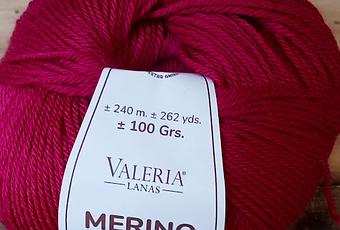 ± 240 m. ± 262 yds.
± 100 Grs.
VALERIA®
LANAS
MERINO